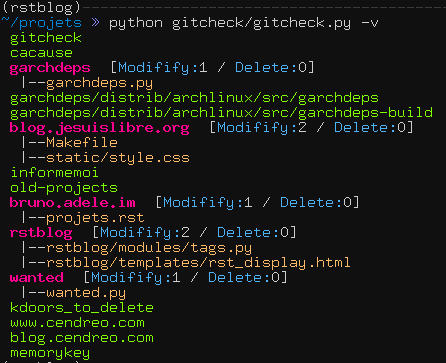 (rstblog)
~/projets » python gitcheck/gitcheck.py -v
gitcheck
cacause
garchdeps [Modifify:1 / Delete:0]
|--garchdeps.py
garchdeps/distrib/archlinux/src/garchdeps
garchdeps/distrib/archlinux/src/garchdeps-build
blog.jesuislibre.org [Modifify:2 / Delete:0]
|--Makefile
|--static/style.css
informemoi
old-projects
bruno.adele.im [Modifify:1 / Delete:0]
|--projets.rst
rstblog [Modifify:2 / Delete:0]
|--rstblog/modules/tags.py
|--rstblog/templates/rst_display.html
wanted [Modifify:1 / Delete:0]
|--wanted.py
kdoors_to_delete
www.cendreo.com
blog.cendreo.com
memorykey